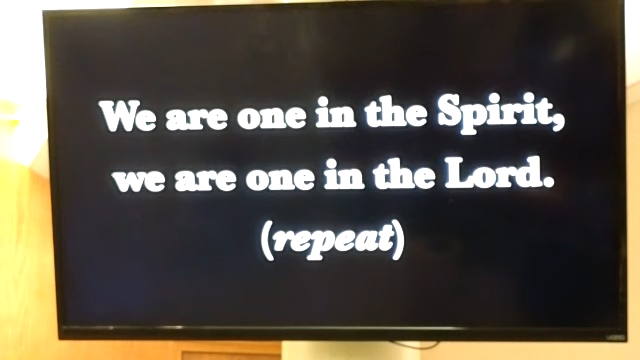 We are one in the Spirit,
we are one in the Lord.
(repeat)